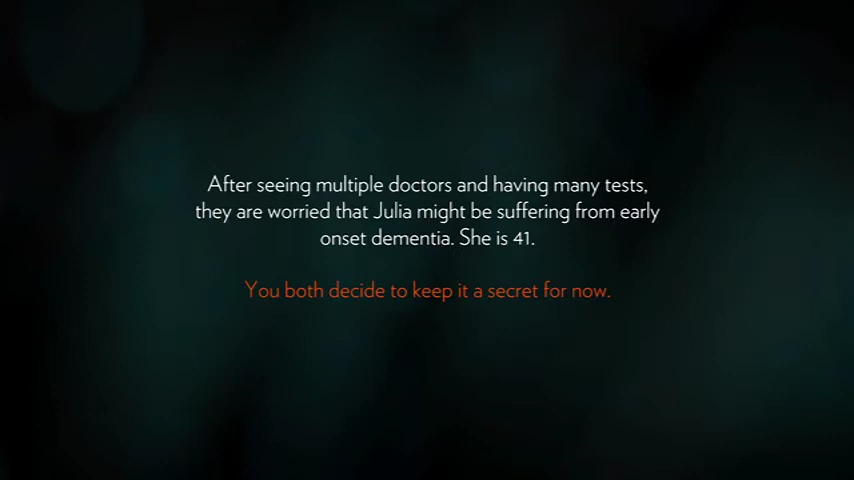 After seeing multiple doctors and having many tests,
they are worried that Julia might be suffering from early
onset dementia. She is 41.
You both decide to keep it a secret for now.